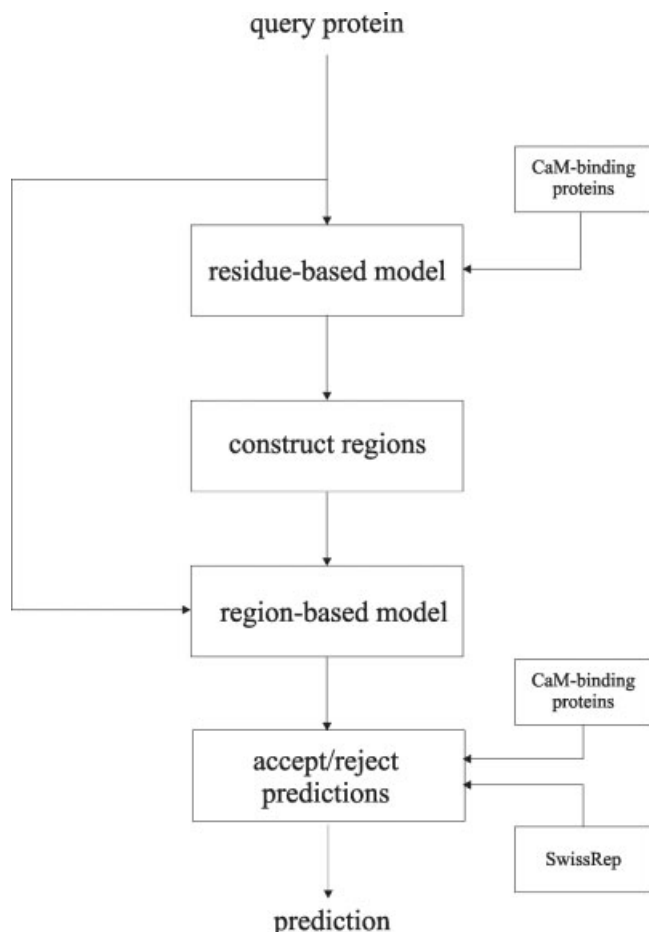 query protein
CaM-binding
proteins
residue-based model
construct regions
region-based model
CaM-binding
proteins
accept/reject
predictions
SwissRep
prediction